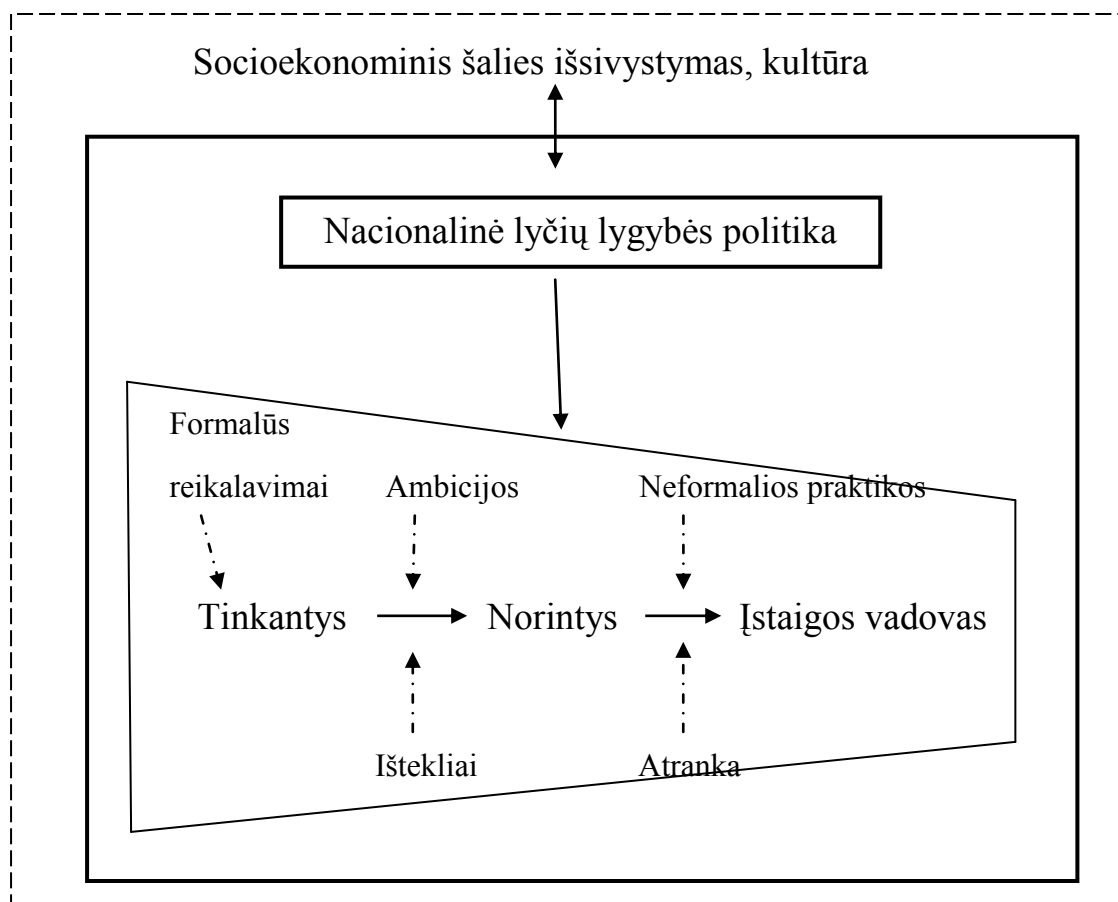 Socioekonominis šalies išsivystymas, kultūra
Nacionalinė lyčių lygybės politika
Formalūs
reikalavimai
Ambicijos
Neformalios praktikos
Tinkantys
Norintys
Įstaigos vadovas
Ištekliai
Atranka